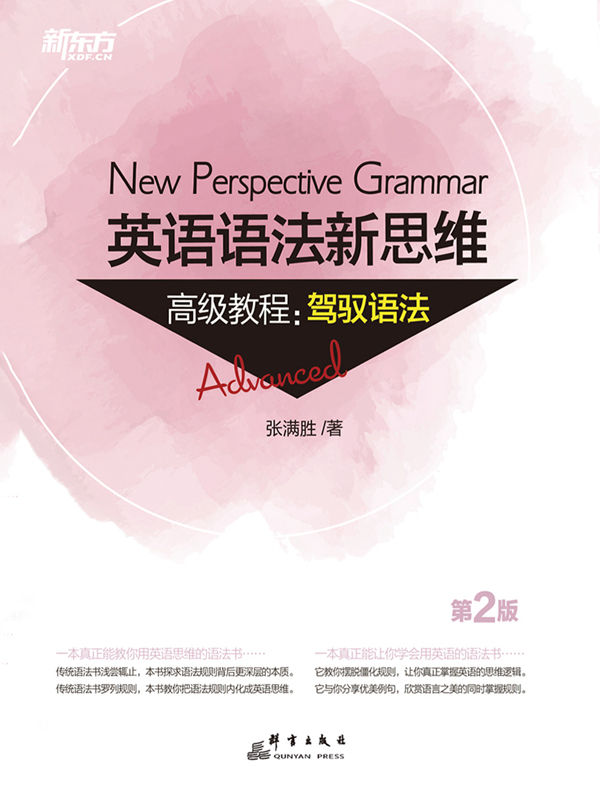 新东方
XDF.CN
New Perspective Grammar
英语语法新思维
高级教程：驾驭语法
Advanced
张满胜 /著
第2版
一本真正能教你用英语思维的语法书……
传统语法书浅尝辄止，本书探求语法规则背后更深层的本质。
传统语法书罗列规则，本书教你把语法规则内化成英语思维。
一本真正能让你学会用英语的语法书……
它教你摆脱僵化规则，让你真正掌握英语的思维逻辑。
它与你分享优美例句，欣赏语言之美的同时掌握规则。
群言出版社
QUNYAN PRESS